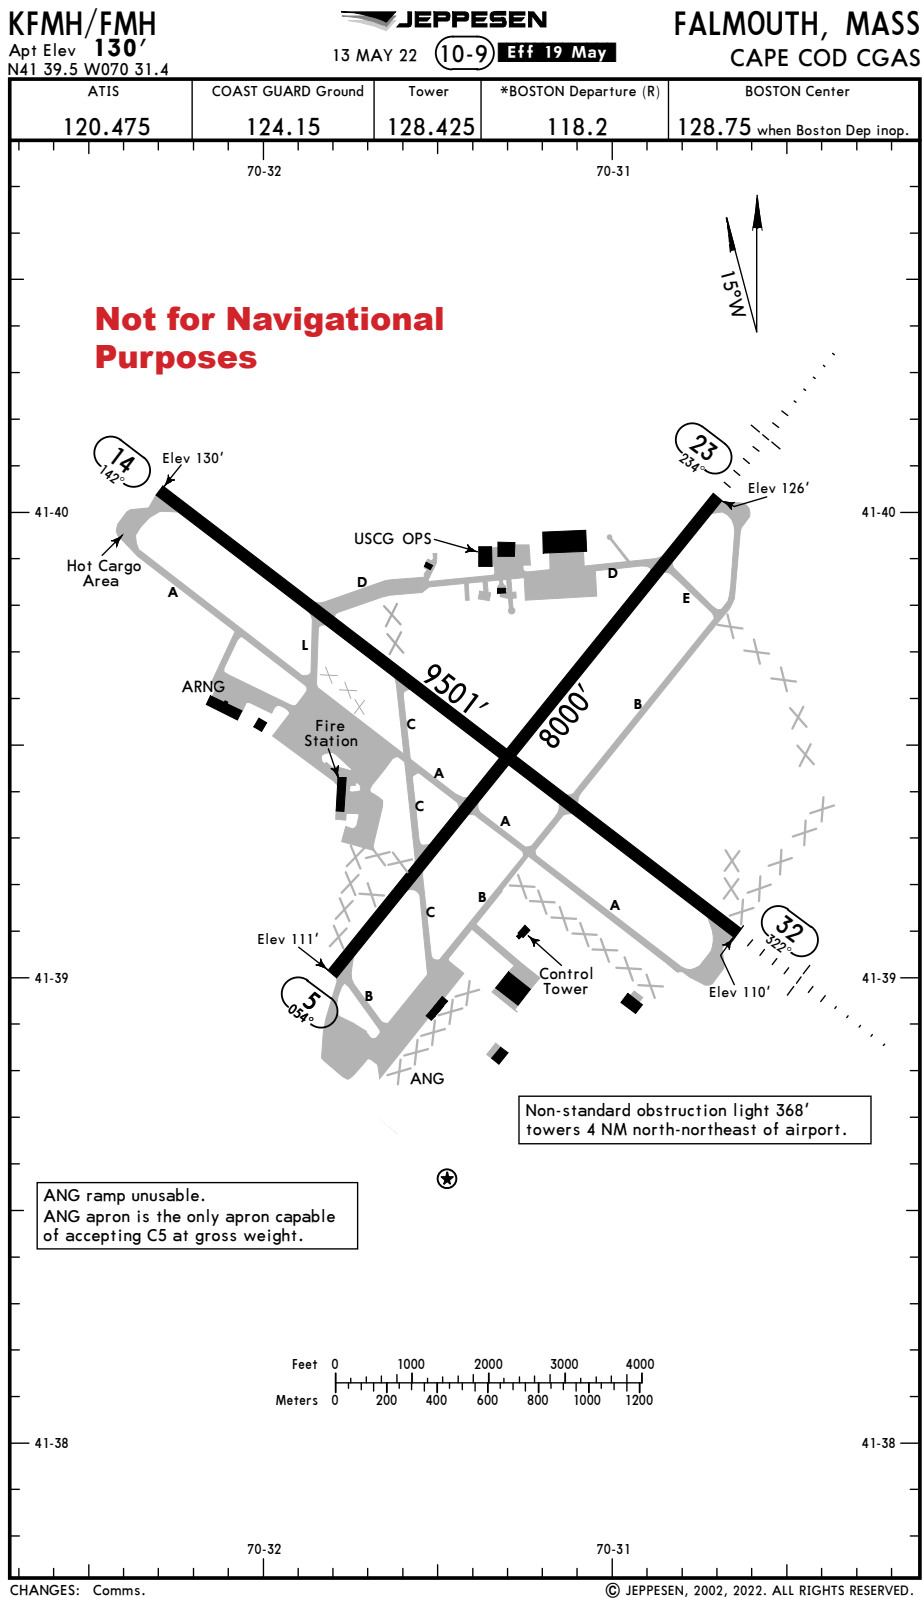 KFMH/FMH
Apt Elev 130'
N41 39.5 W070 31.4
JEPPESEN
13 MAY 22 10-9 Eff 19 May
FALMOUTH, MASS
CAPE COD CGAS
ATIS
120.475
COAST GUARD Ground
124.15
Tower
128.425
*BOSTON Departure (R)
118.2
BOSTON Center
128.75 when Boston Dep inop.
70-32
70-31
15°W
Not for Navigational
Purposes
14
142°
Elev 130'
23
234°
Elev 126'
41-40
41-40
USCG OPS
Hot Cargo
Area
D
D
A
E
L
ARNG
9501'
8000'
B
C
Fire
Station
A
C
A
B
A
C
Elev 111'
32
322°
Control
Tower
41-39
41-39
Elev 110'
5
054°
B
ANG
Non-standard obstruction light 368'
towers 4 NM north-northeast of airport.
ANG ramp unusable.
ANG apron is the only apron capable
of accepting C5 at gross weight.
Feet 0 1000 2000 3000 4000
Meters 0 200 400 600 800 1000 1200
41-38
41-38
70-32
70-31
CHANGES: Comms.
© JEPPESEN, 2002, 2022. ALL RIGHTS RESERVED.